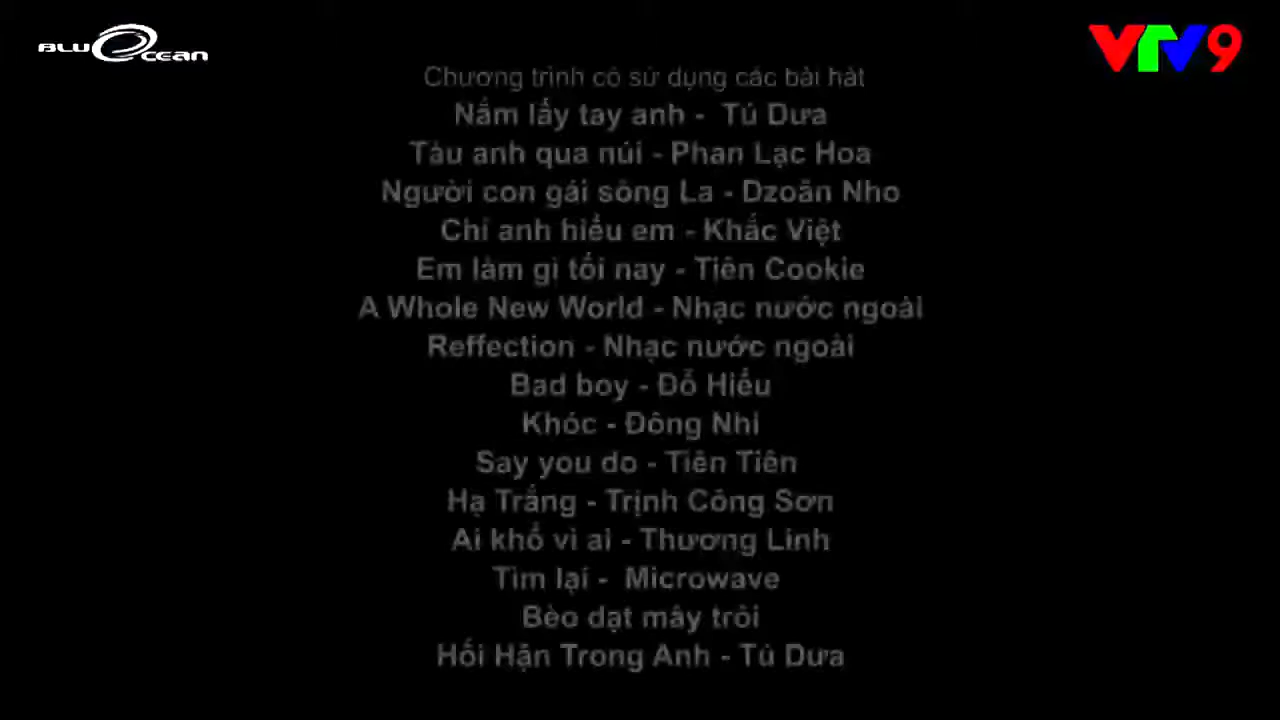 BLUOcean
VTV9
Chương trình có sử dụng các bài hát
Nắm lấy tay anh - Tú Dưa
Tàu anh qua núi - Phan Lạc Hoa
Người con gái sông La - Dzoãn Nho
Chỉ anh hiểu em - Khắc Việt
Em làm gì tối nay - Tiên Cookie
A Whole New World - Nhạc nước ngoài
Reffection - Nhạc nước ngoài
Bad boy - Đỗ Hiếu
Khóc - Đông Nhi
Say you do - Tiên Tiên
Hạ Trắng - Trịnh Công Sơn
Ai khổ vì ai - Thương Linh
Tìm lại - Microwave
Bèo dạt mây trôi
Hối Hận Trong Anh - Tú Dưa